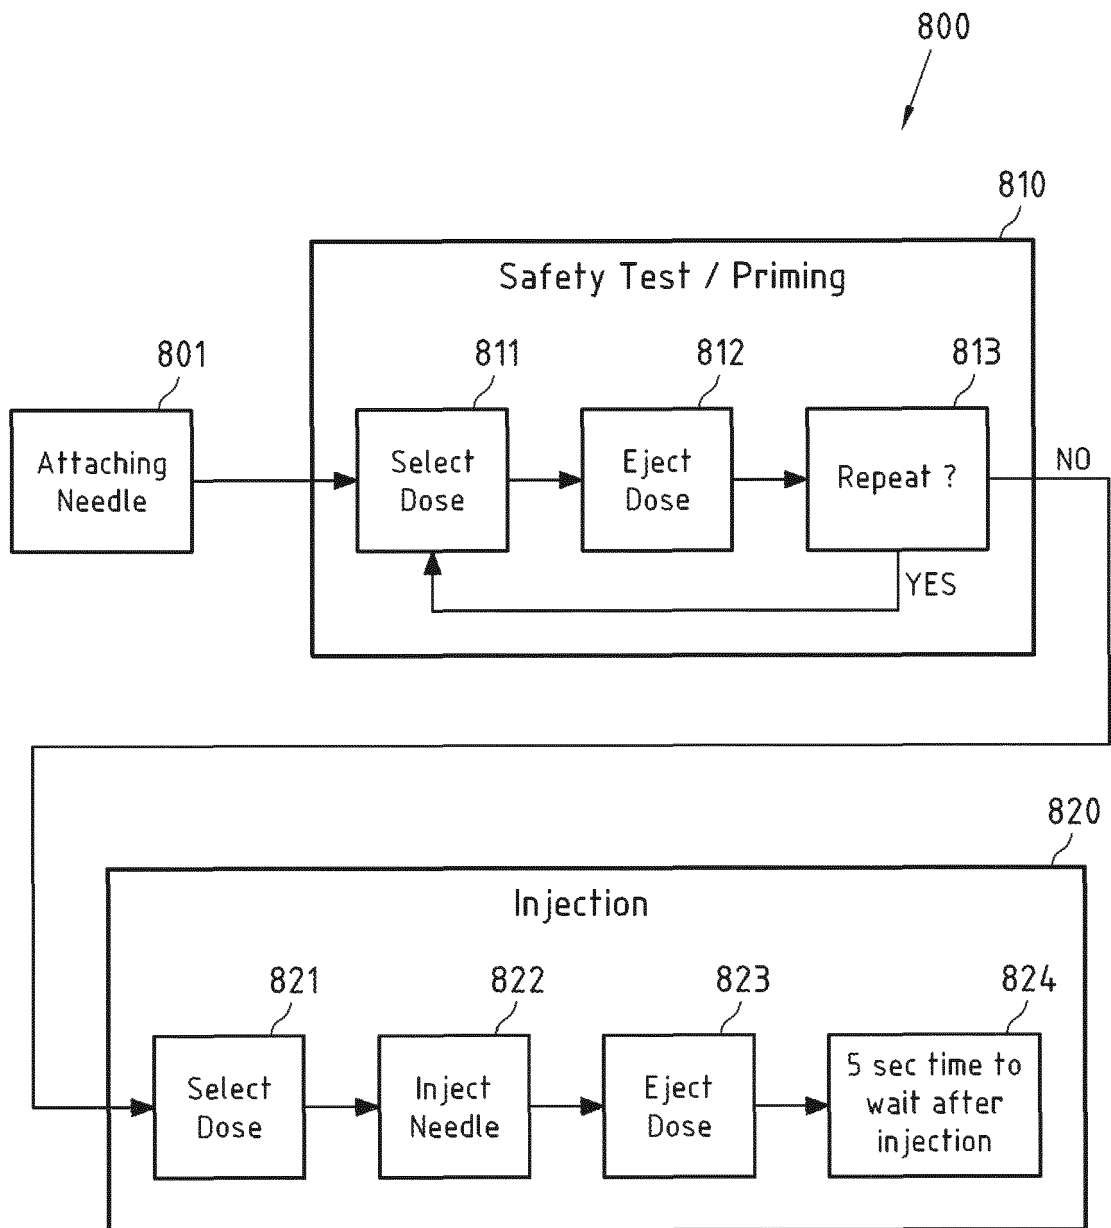 800
810
Safety Test / Priming
801
811
812
813
Attaching
Needle
Select
Dose
Eject
Dose
Repeat ?
NO
YES
820
Injection
821
822
823
824
Select
Dose
Inject
Needle
Eject
Dose
5 sec time to
wait after
injection